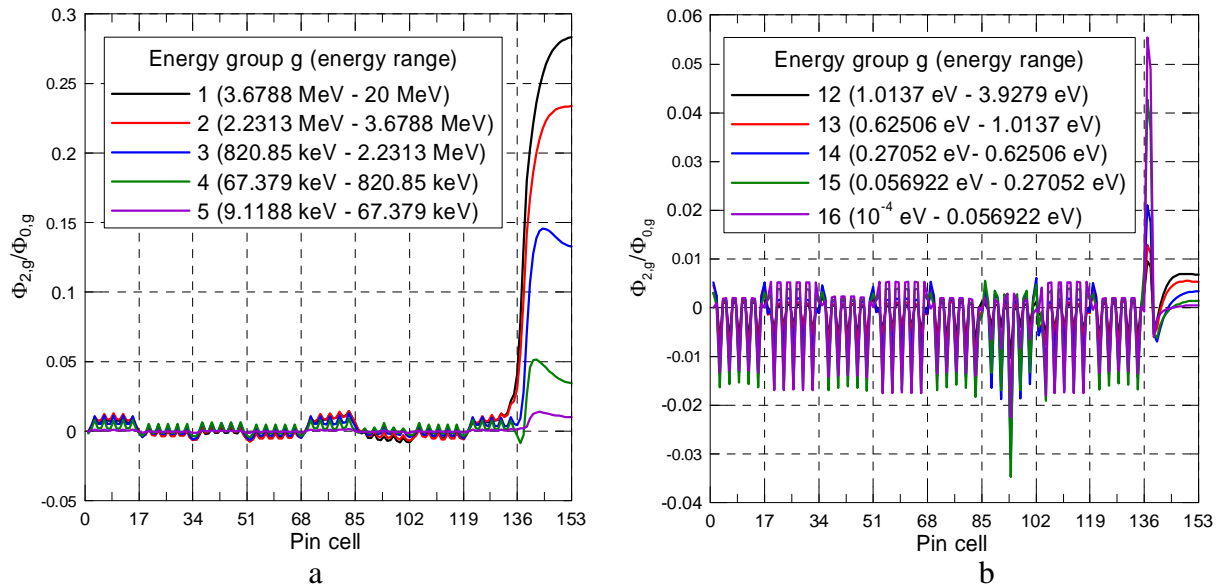 0.3
0.25
0.2
0.15
0.1
0.05
0
-0.05
Φ2,g/Φ0,g
Energy group g (energy range)
1 (3.6788 MeV - 20 MeV)
2 (2.2313 MeV - 3.6788 MeV)
3 (820.85 keV - 2.2313 MeV)
4 (67.379 keV - 820.85 keV)
5 (9.1188 keV - 67.379 keV)
0 17 34 51 68 85 102 119 136 153
Pin cell
a
0.06
0.05
0.04
0.03
0.02
0.01
0
-0.01
-0.02
-0.03
-0.04
Φ2,g/Φ0,g
Energy group g (energy range)
12 (1.0137 eV - 3.9279 eV)
13 (0.62506 eV - 1.0137 eV)
14 (0.27052 eV- 0.62506 eV)
15 (0.056922 eV - 0.27052 eV)
16 (10⁻⁴ eV - 0.056922 eV)
0 17 34 51 68 85 102 119 136 153
Pin cell
b